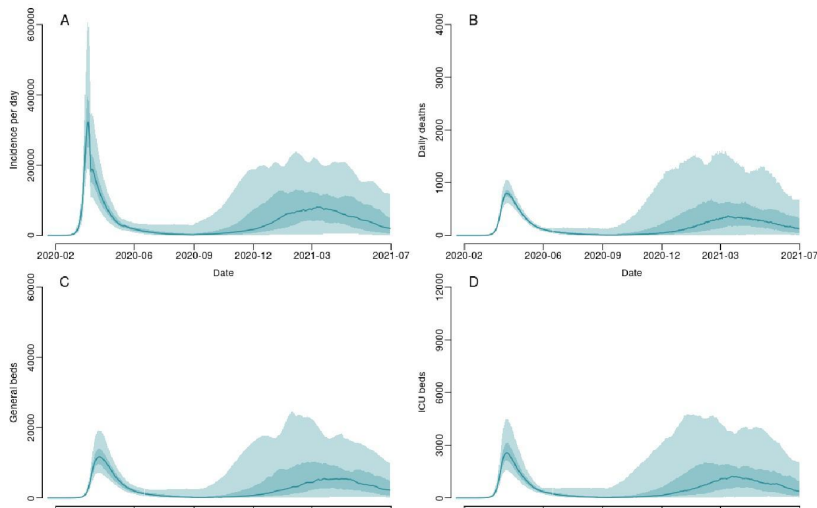 A
Incidence per day
600000
400000
200000
0
2020-02 2020-06 2020-09 2020-12 2021-03 2021-07
Date
B
Daily deaths
4000
3000
2000
1000
0
2020-02 2020-06 2020-09 2020-12 2021-03 2021-07
Date
C
General beds
60000
40000
20000
0
D
ICU beds
12000
9000
6000
3000
0